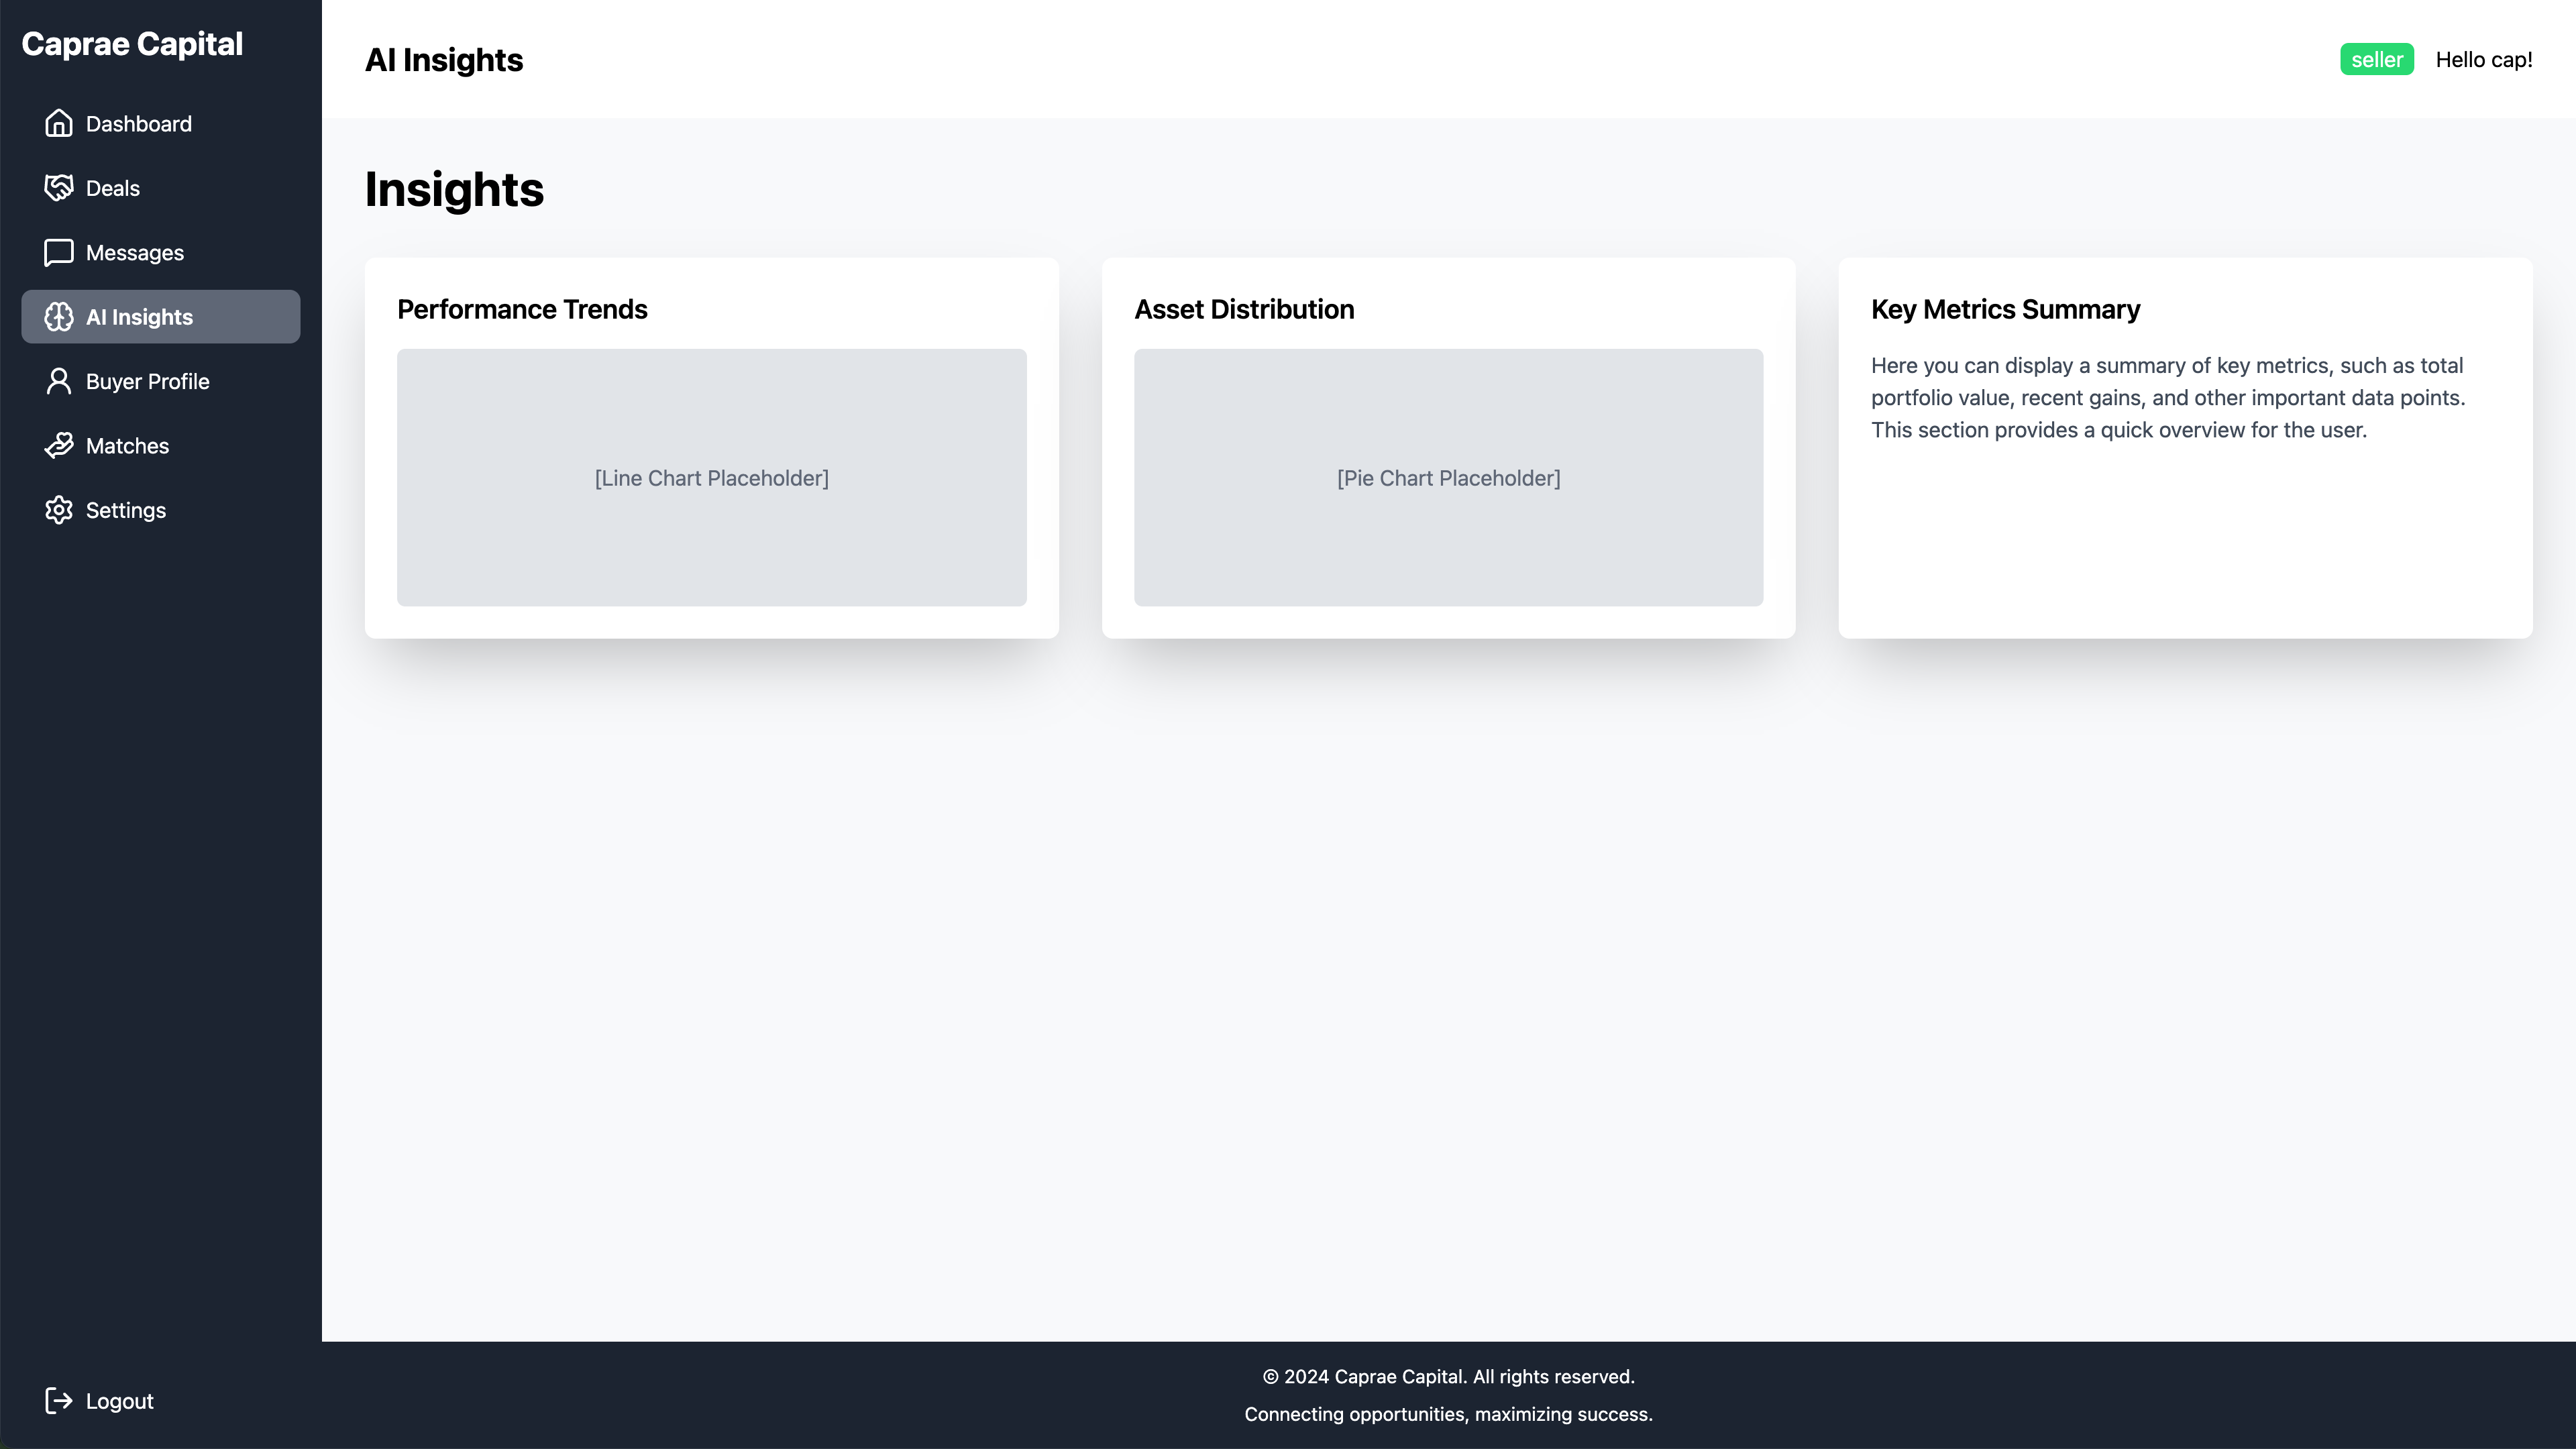 Caprae Capital
Dashboard
Deals
Messages
AI Insights
Buyer Profile
Matches
Settings
Logout
AI Insights
seller
Hello cap!
Insights
Performance Trends
[Line Chart Placeholder]
Asset Distribution
[Pie Chart Placeholder]
Key Metrics Summary
Here you can display a summary of key metrics, such as total
portfolio value, recent gains, and other important data points.
This section provides a quick overview for the user.
© 2024 Caprae Capital. All rights reserved.
Connecting opportunities, maximizing success.